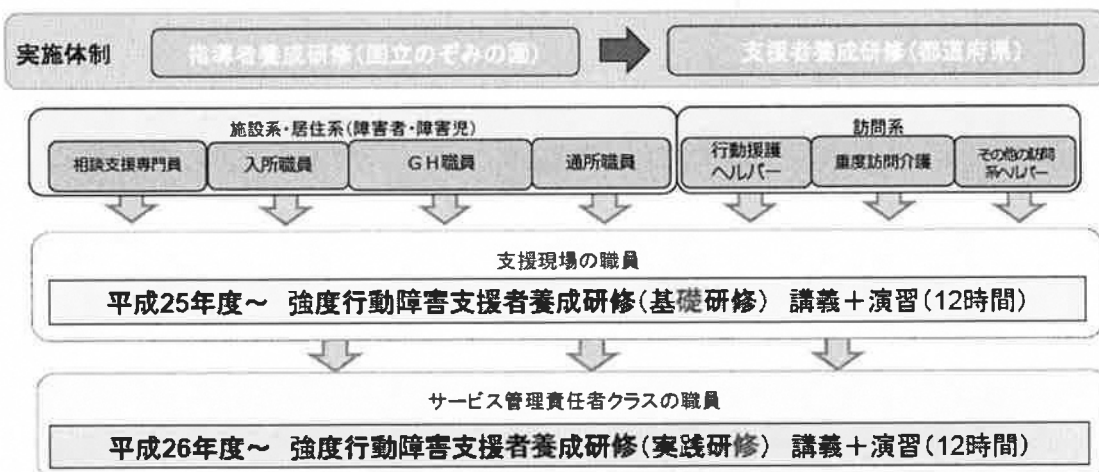 実施体制
指導者養成研修(国立のぞみの園)
支援者養成研修(都道府県)
施設系・居住系(障害者・障害児)
訪問系
相談支援専門員
入所職員
GH職員
通所職員
行動援護
ヘルパー
重度訪問介護
その他の訪問
系ヘルパー
支援現場の職員
平成25年度~ 強度行動障害支援者養成研修(基礎研修) 講義+演習(12時間)
サービス管理責任者クラスの職員
平成26年度~ 強度行動障害支援者養成研修(実践研修) 講義+演習(12時間)